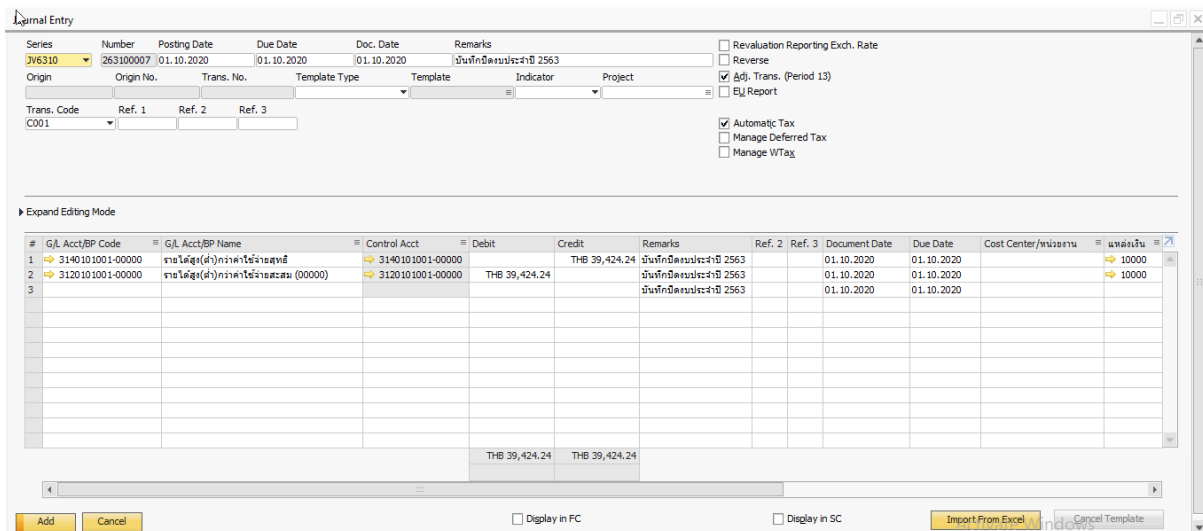 Journal Entry
Series Number Posting Date Due Date Doc. Date Remarks
JV6310 263100007 01.10.2020 01.10.2020 01.10.2020 บันทึกปิดงบประจำปี 2563
Origin Origin No. Trans. No. Template Type Template Indicator Project
Trans. Code Ref. 1 Ref. 2 Ref. 3
C001
Revaluation Reporting Exch. Rate
Reverse
Adj. Trans. (Period 13)
EU Report
Automatic Tax
Manage Deferred Tax
Manage WTax
Expand Editing Mode
# G/L Acct/BP Code G/L Acct/BP Name Control Acct Debit Credit Remarks Ref. 2 Ref. 3 Document Date Due Date Cost Center/หน่วยงาน แหล่งเงิน
1 3140101001-00000 รายได้สูง(ต่ำ)กว่าค่าใช้จ่ายสุทธิ 3140101001-00000 THB 39,424.24 บันทึกปิดงบประจำปี 2563 01.10.2020 01.10.2020 10000
2 3120101001-00000 รายได้สูง(ต่ำ)กว่าค่าใช้จ่ายสะสม (00000) 3120101001-00000 THB 39,424.24 บันทึกปิดงบประจำปี 2563 01.10.2020 01.10.2020 10000
3 บันทึกปิดงบประจำปี 2563 01.10.2020 01.10.2020
THB 39,424.24 THB 39,424.24
Add Cancel Display in FC Display in SC Import From Excel Cancel Template
Activate Windows